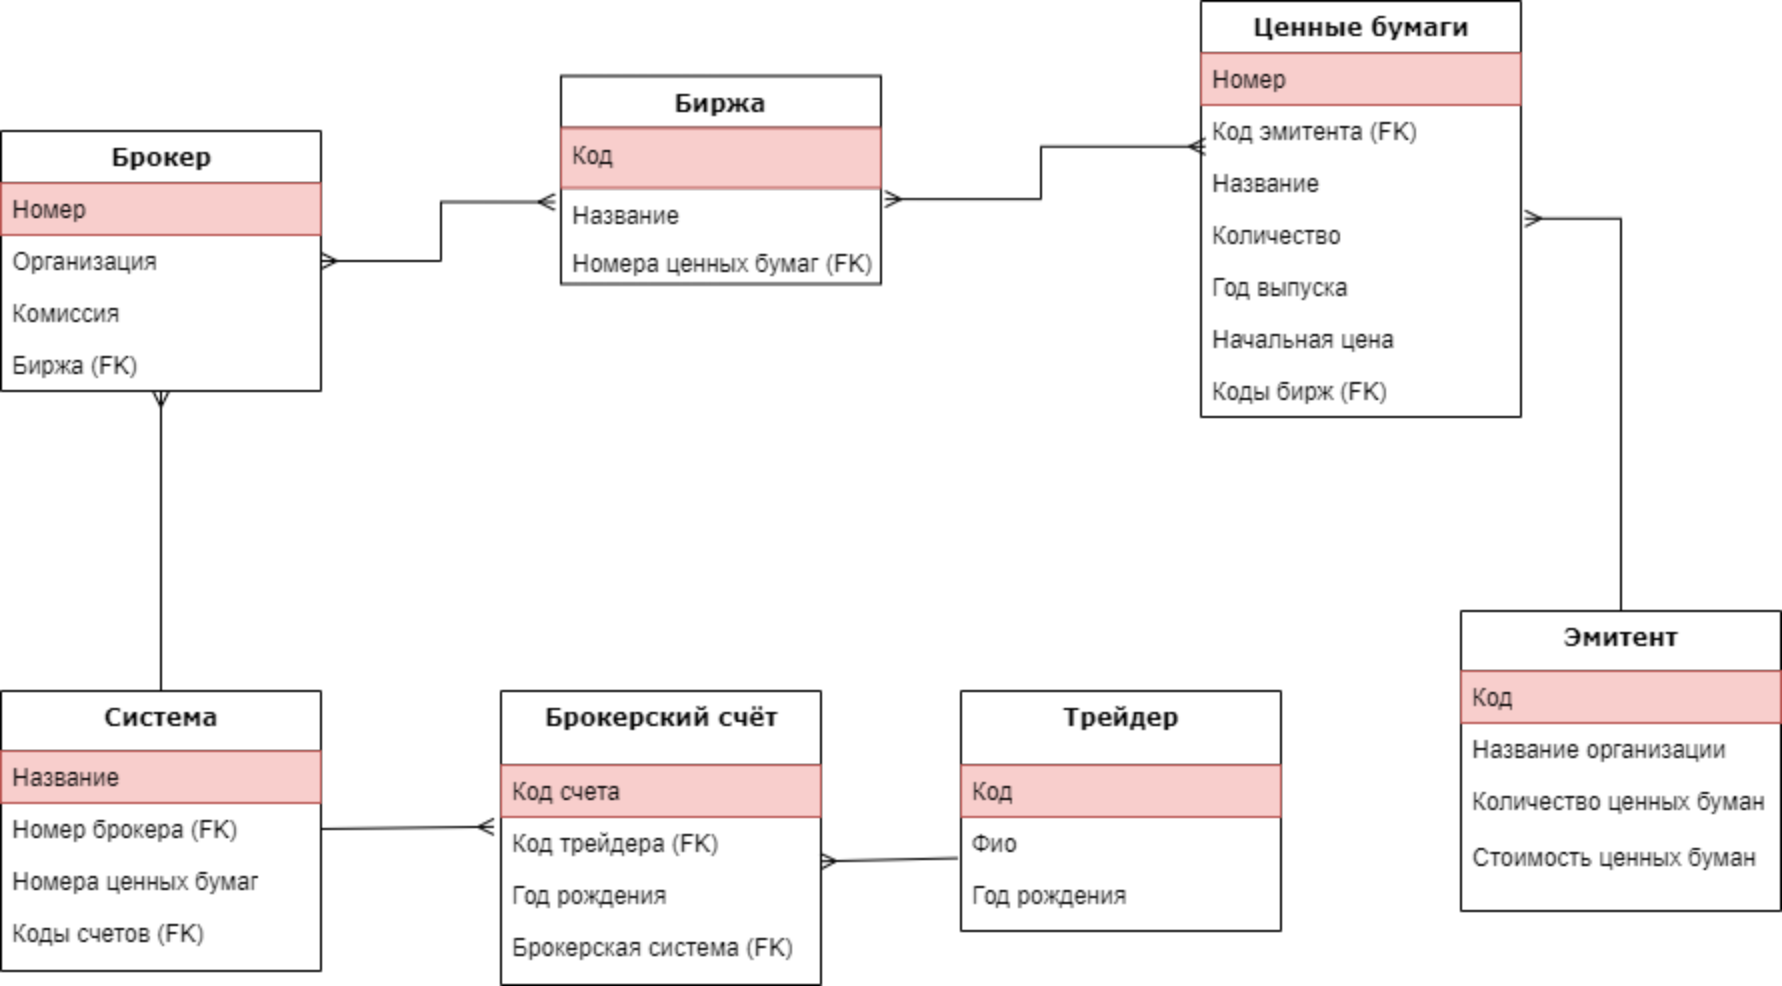 Ценные бумаги
Номер
Код эмитента (FK)
Название
Количество
Год выпуска
Начальная цена
Коды бирж (FK)
Биржа
Код
Название
Номера ценных бумаг (FK)
Брокер
Номер
Организация
Комиссия
Биржа (FK)
Эмитент
Код
Название организации
Количество ценных буман
Стоимость ценных буман
Система
Название
Номер брокера (FK)
Номера ценных бумаг
Коды счетов (FK)
Брокерский счёт
Код счета
Код трейдера (FK)
Год рождения
Брокерская система (FK)
Трейдер
Код
Фио
Год рождения